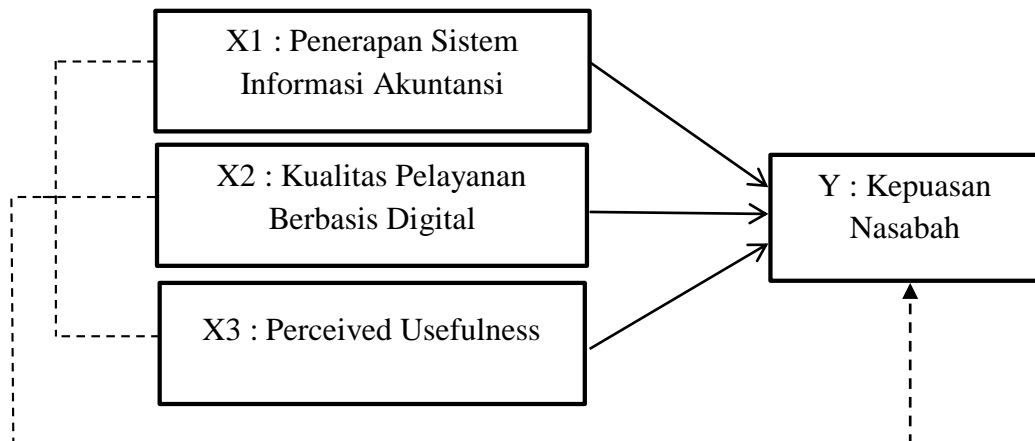 X1 : Penerapan Sistem
Informasi Akuntansi
X2 : Kualitas Pelayanan
Berbasis Digital
Y : Kepuasan
Nasabah
X3 : Perceived Usefulness